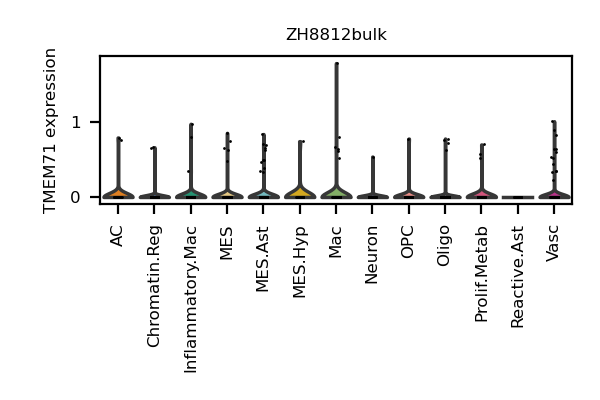 ZH8812bulk
TMEM71 expression
1
0
AC
Chromatin.Reg
Inflammatory.Mac
MES
MES.Ast
MES.Hyp
Mac
Neuron
OPC
Oligo
Prolif.Metab
Reactive.Ast
Vasc